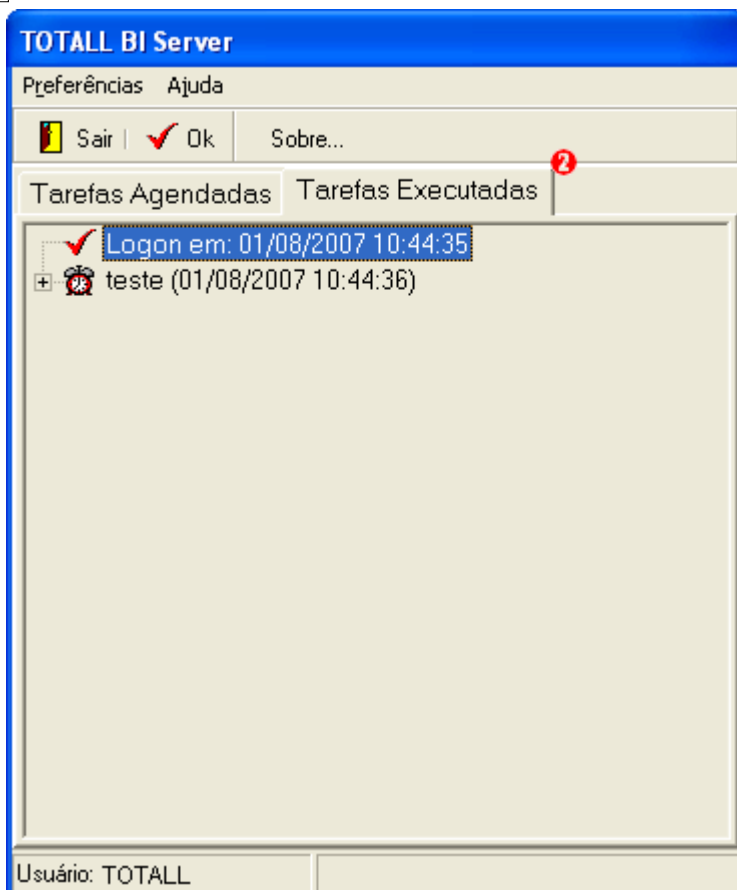 TOTALL BI Server
Preferências Ajuda
Sair Ok Sobre...
2
Tarefas Agendadas Tarefas Executadas
Logon em: 01/08/2007 10:44:35
teste (01/08/2007 10:44:36)
Usuário: TOTALL